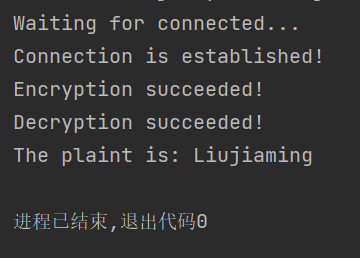 Waiting for connected...
Connection is established!
Encryption succeeded!
Decryption succeeded!
The plaint is: Liujiaming
进程已结束,退出代码0